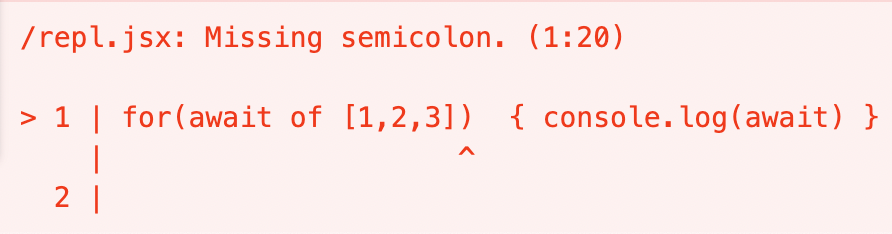 /repl.jsx: Missing semicolon. (1:20)
> 1 | for(await of [1,2,3])  { console.log(await) }
    |                     ^
  2 |